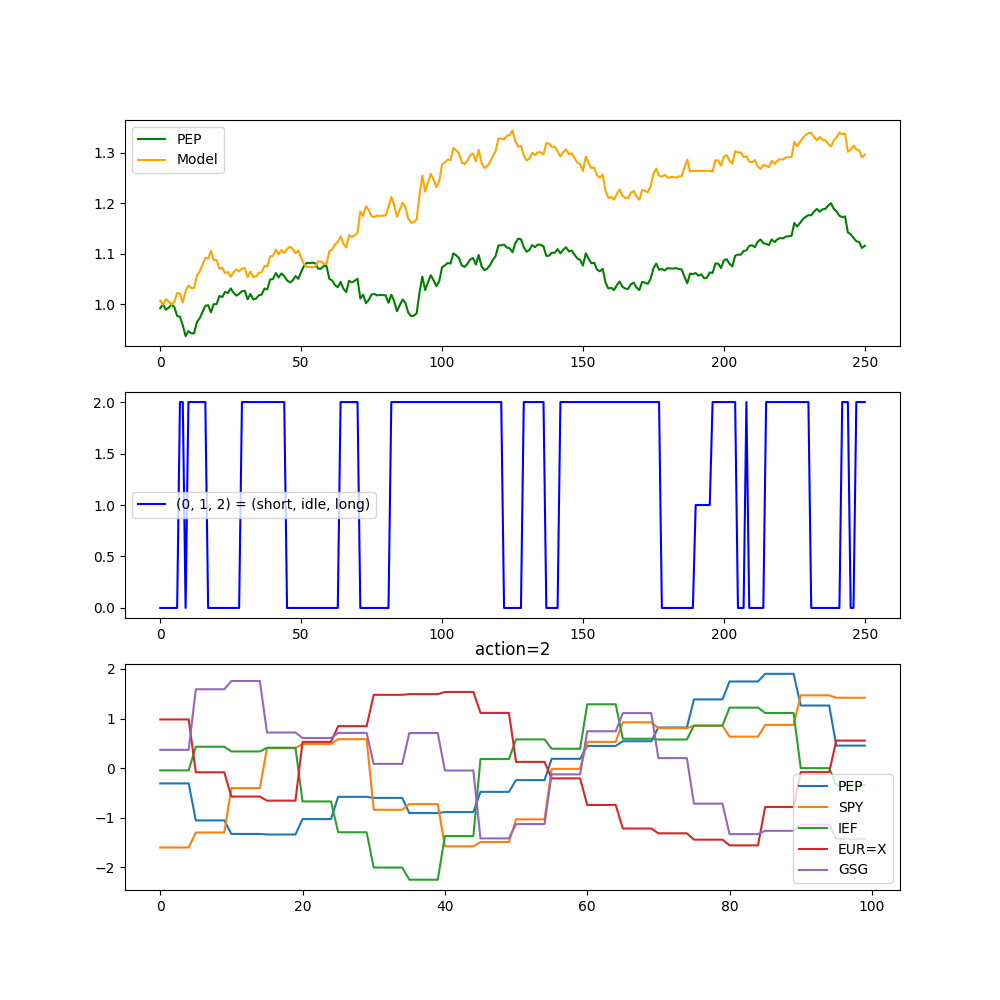 PEP
Model
1.3
1.2
1.1
1.0
0 50 100 150 200 250
2.0
1.5
1.0
0.5
0.0
(0, 1, 2) = (short, idle, long)
0 50 100 150 200 250
action=2
2
1
0
−1
−2
PEP
SPY
IEF
EUR=X
GSG
0 20 40 60 80 100